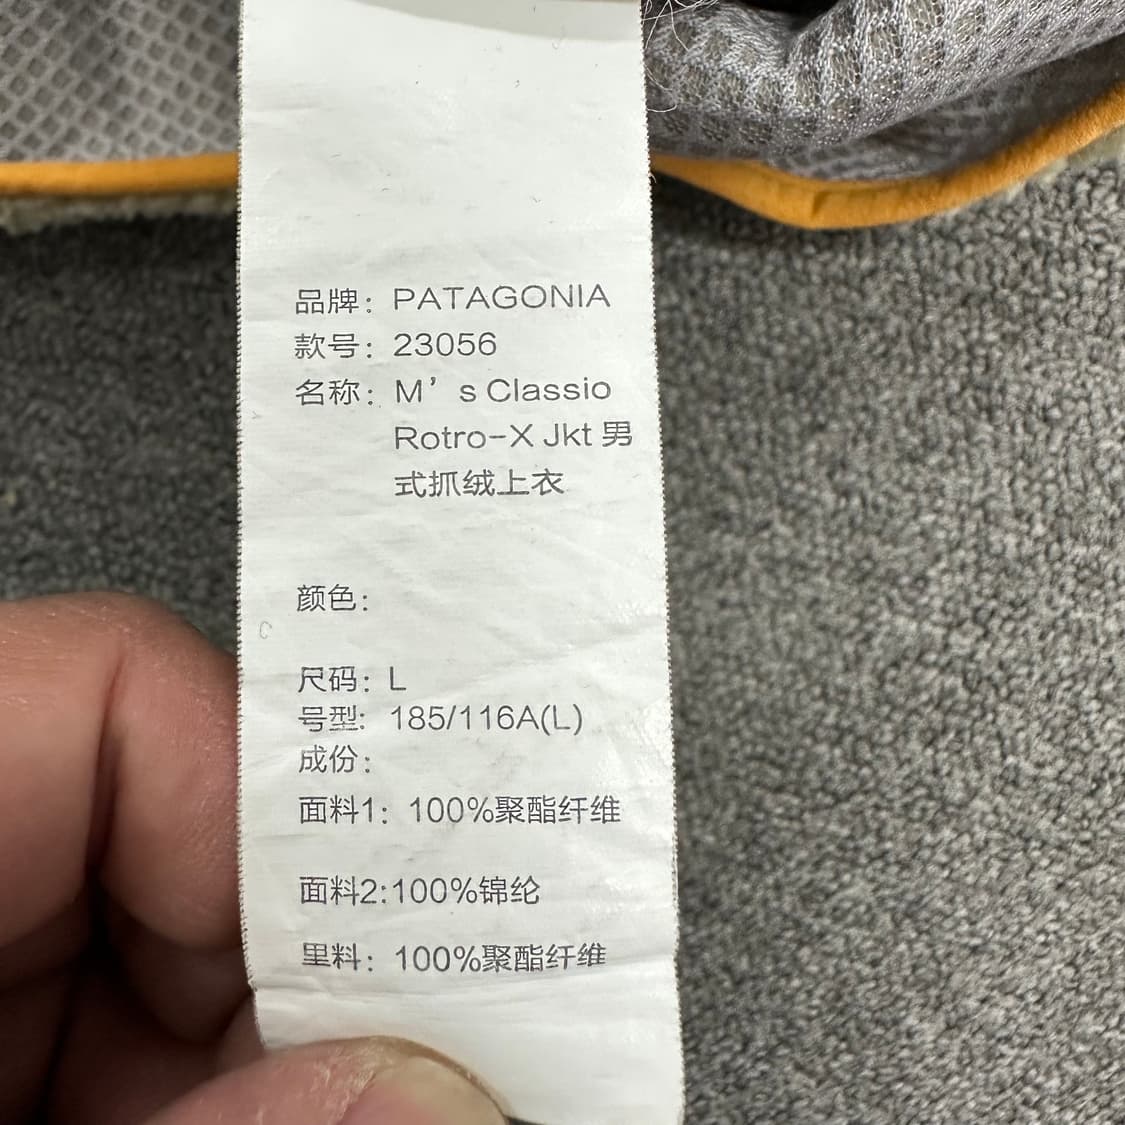 品牌：PATAGONIA
款号：23056
名称：M’s Classio
Rotro-X Jkt 男
式抓绒上衣
颜色：
尺码：L
号型：185/116A(L)
成份：
面料1：100%聚酯纤维
面料2:100%锦纶
里料：100%聚酯纤维